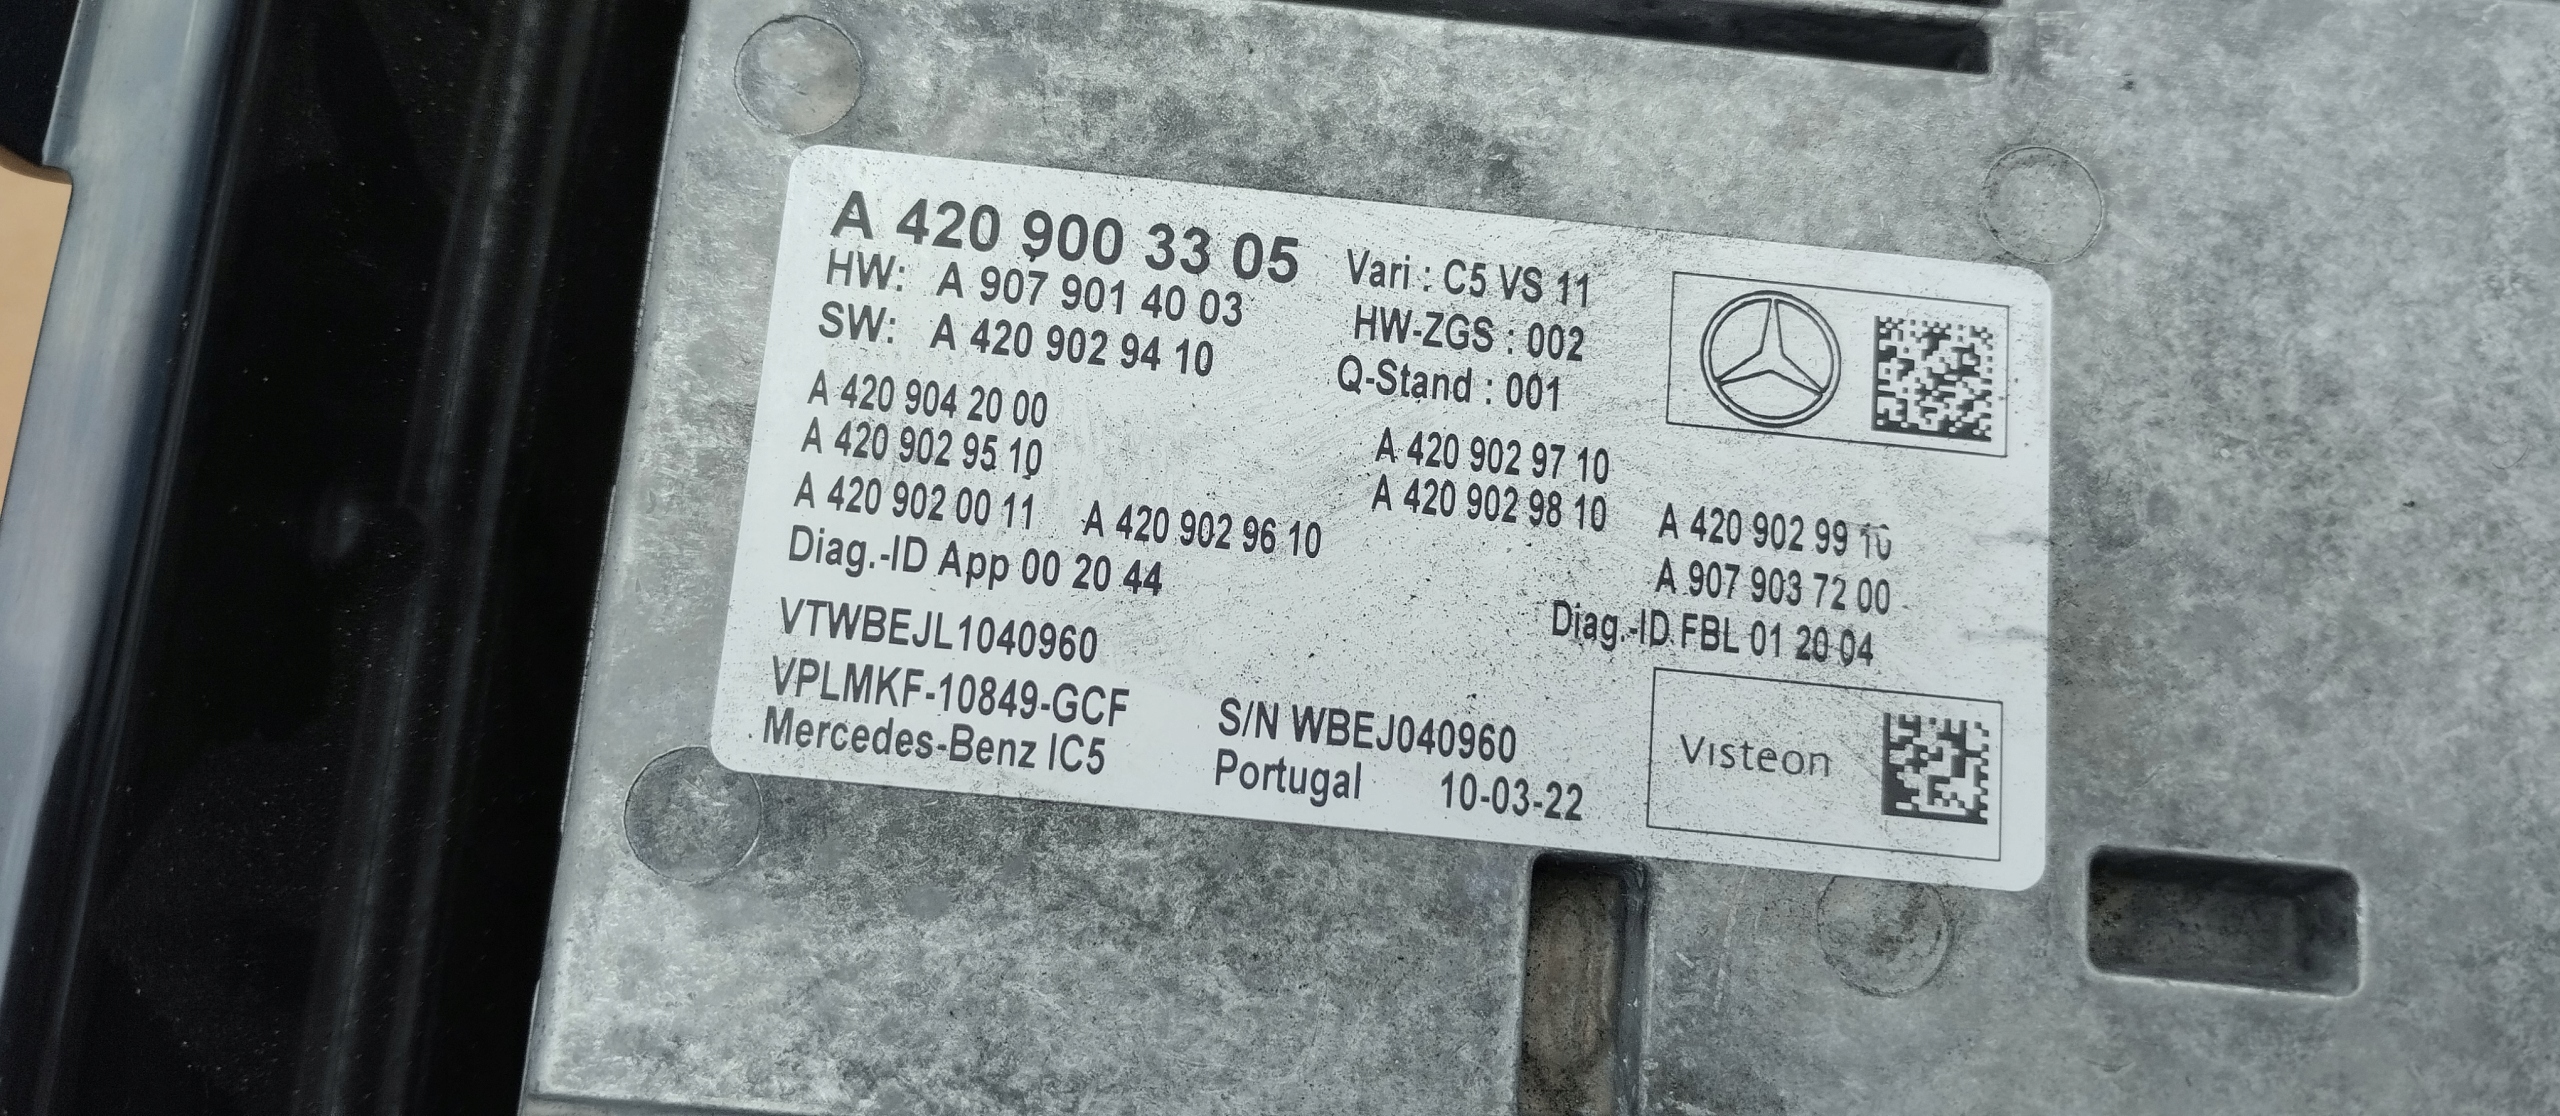 A 420 900 33 05
HW: A 907 901 40 03
SW: A 420 902 94 10
Vari : C5 VS 11
HW-ZGS : 002
Q-Stand : 001
A 420 904 20 00
A 420 902 95 10
A 420 902 97 10
A 420 902 00 11 A 420 902 96 10
A 420 902 98 10
A 420 902 99 10
A 907 903 72 00
Diag.-ID App 00 20 44
Diag.-ID FBL 01 20 04
VTWBEJL1040960
VPLMKF-10849-GCF
Mercedes-Benz IC5
S/N WBEJ040960
Portugal 10-03-22
Visteon